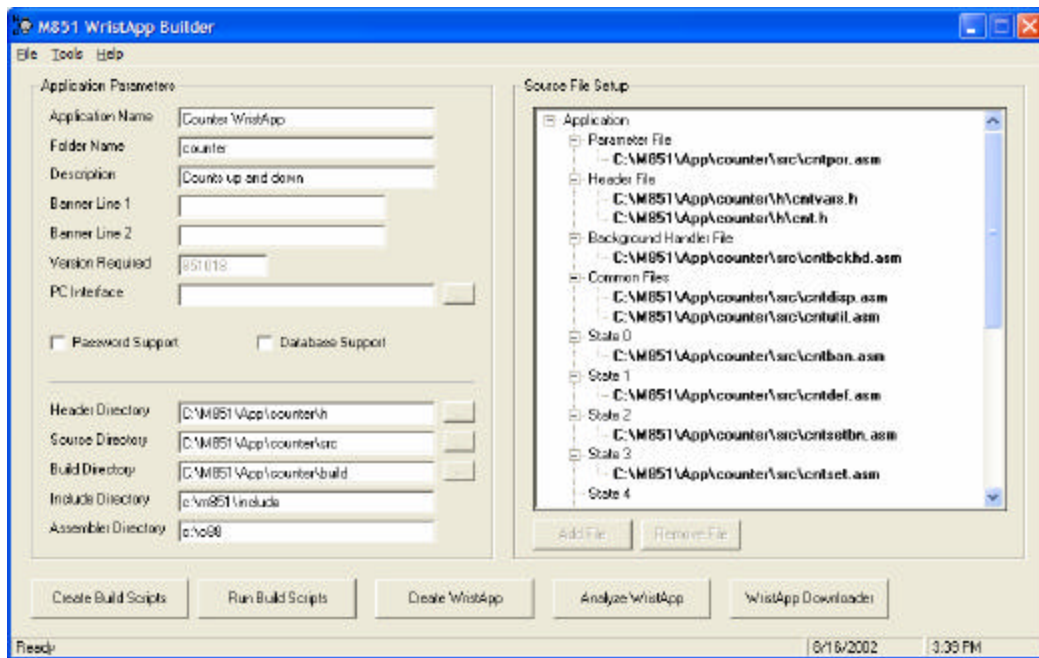 M851 WristApp Builder
File Tools Help
Application Parameters
Application Name Counter WristApp
Folder Name counter
Description Counts up and down
Banner Line 1
Banner Line 2
Version Required 851018
PC Interface
Password Support Database Support
Header Directory C:\M851\App\counter\h
Source Directory C:\M851\App\counter\src
Build Directory C:\M851\App\counter\build
Include Directory c:\m851\include
Assembler Directory c:\c88
Source File Setup
Application
Parameter File
C:\M851\App\counter\src\cntpar.asm
Header File
C:\M851\App\counter\h\cntvars.h
C:\M851\App\counter\h\cnt.h
Background Handler File
C:\M851\App\counter\src\cntbckhd.asm
Common Files
C:\M851\App\counter\src\cntdisp.asm
C:\M851\App\counter\src\cntutil.asm
State 0
C:\M851\App\counter\src\cntban.asm
State 1
C:\M851\App\counter\src\cntdef.asm
State 2
C:\M851\App\counter\src\cntsetbn.asm
State 3
C:\M851\App\counter\src\cntset.asm
State 4
Add File Remove File
Create Build Scripts Run Build Scripts Create WristApp Analyze WristApp WristApp Downloader
Ready 8/16/2002 3:39 PM